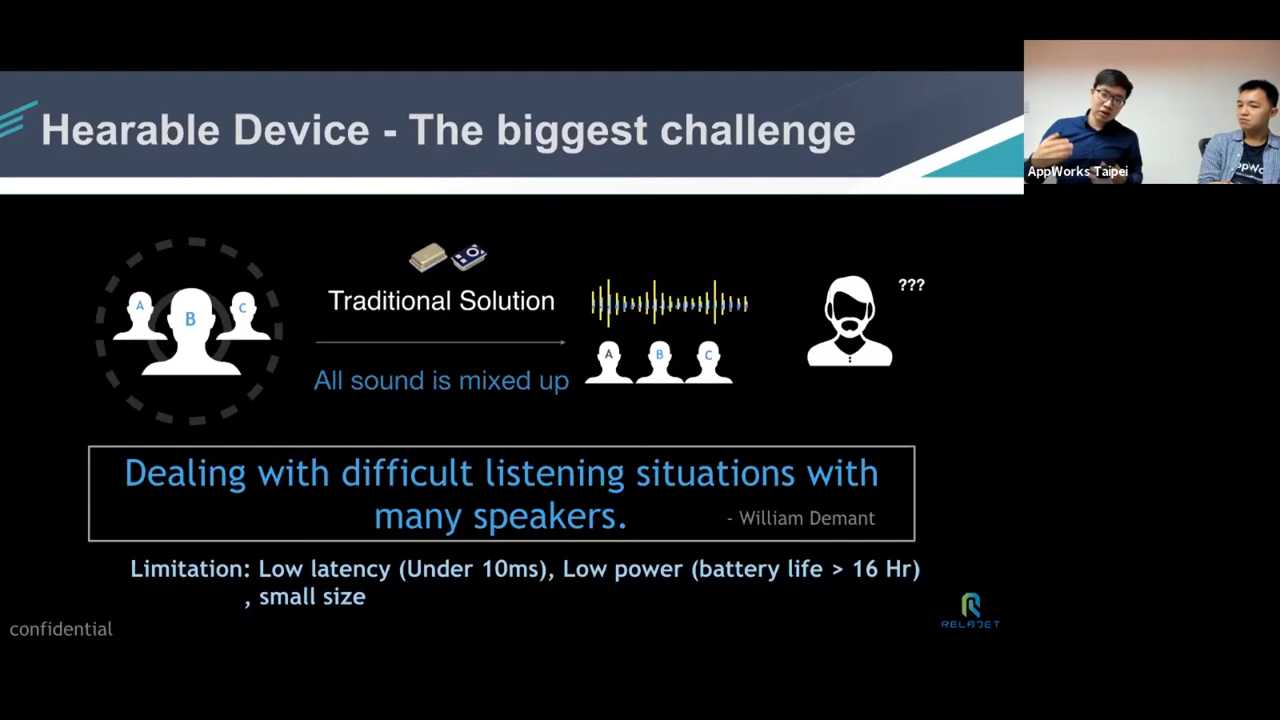 Hearable Device - The biggest challenge
AppWorks Taipei
A
B
C
Traditional Solution
All sound is mixed up
A
B
C
???
Dealing with difficult listening situations with
many speakers.
- William Demant
Limitation: Low latency (Under 10ms), Low power (battery life > 16 Hr)
, small size
RELAJET
confidential